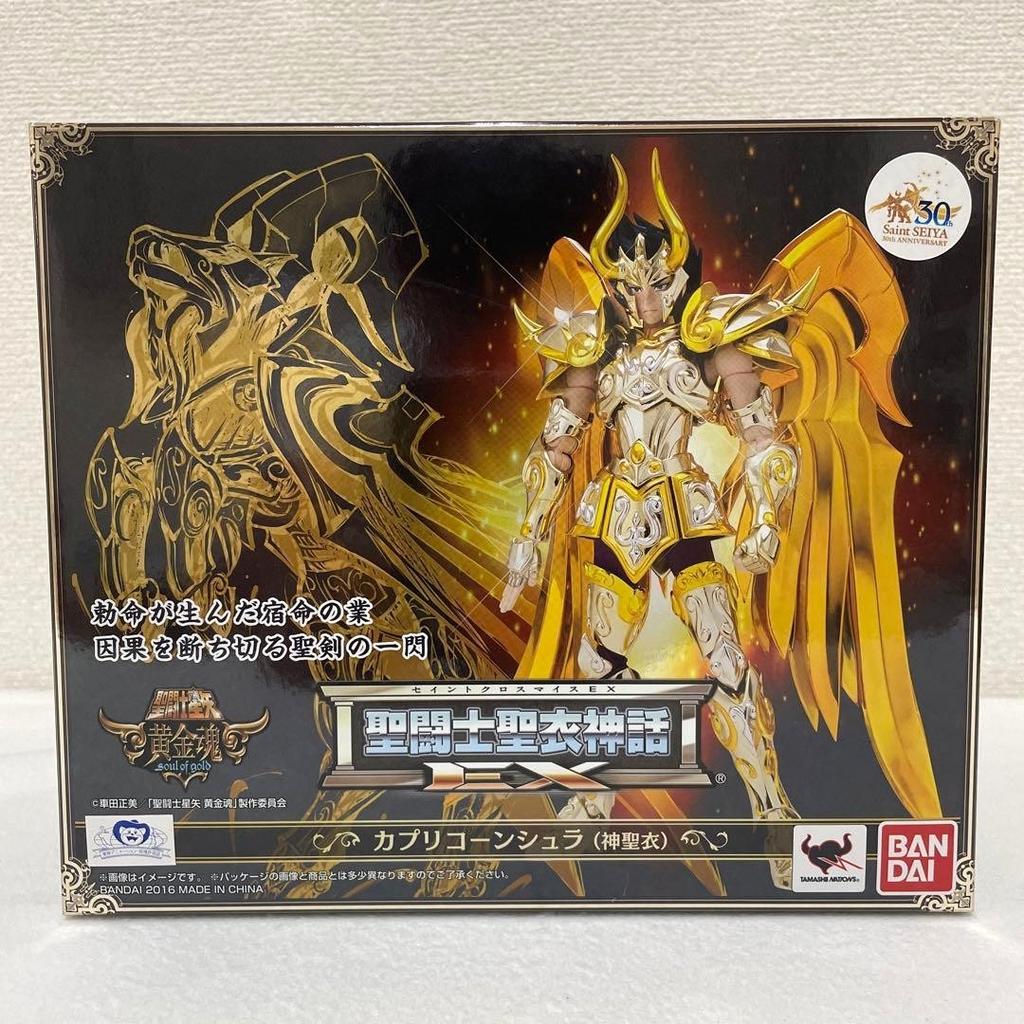 30th
Saint SEIYA
30th ANNIVERSARY
勅命が生んだ宿命の業
因果を断ち切る聖剣の一閃
セイントクロスマイスEX
聖闘士聖衣神話
EX
®
聖闘士星矢
黄金魂
soul of gold
©車田正美／「聖闘士星矢 黄金魂」製作委員会
カプリコーンシュラ（神聖衣）
TAMASHII NATIONS®
BAN
DAI
※画像はイメージです。 ※パッケージの画像と商品とは多少異なりますのでご了承ください。
BANDAI 2016 MADE IN CHINA